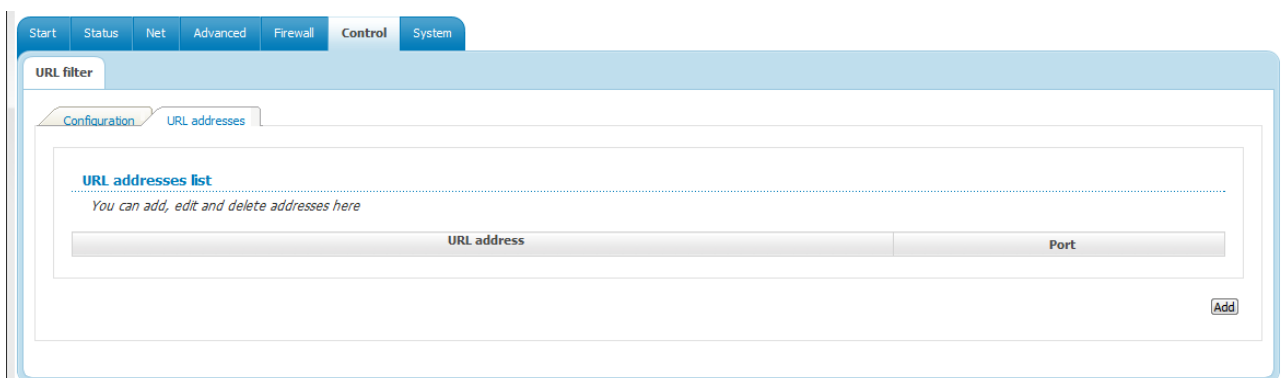 Start Status Net Advanced Firewall Control System
URL filter
Configuration URL addresses
URL addresses list
You can add, edit and delete addresses here
URL address Port
Add